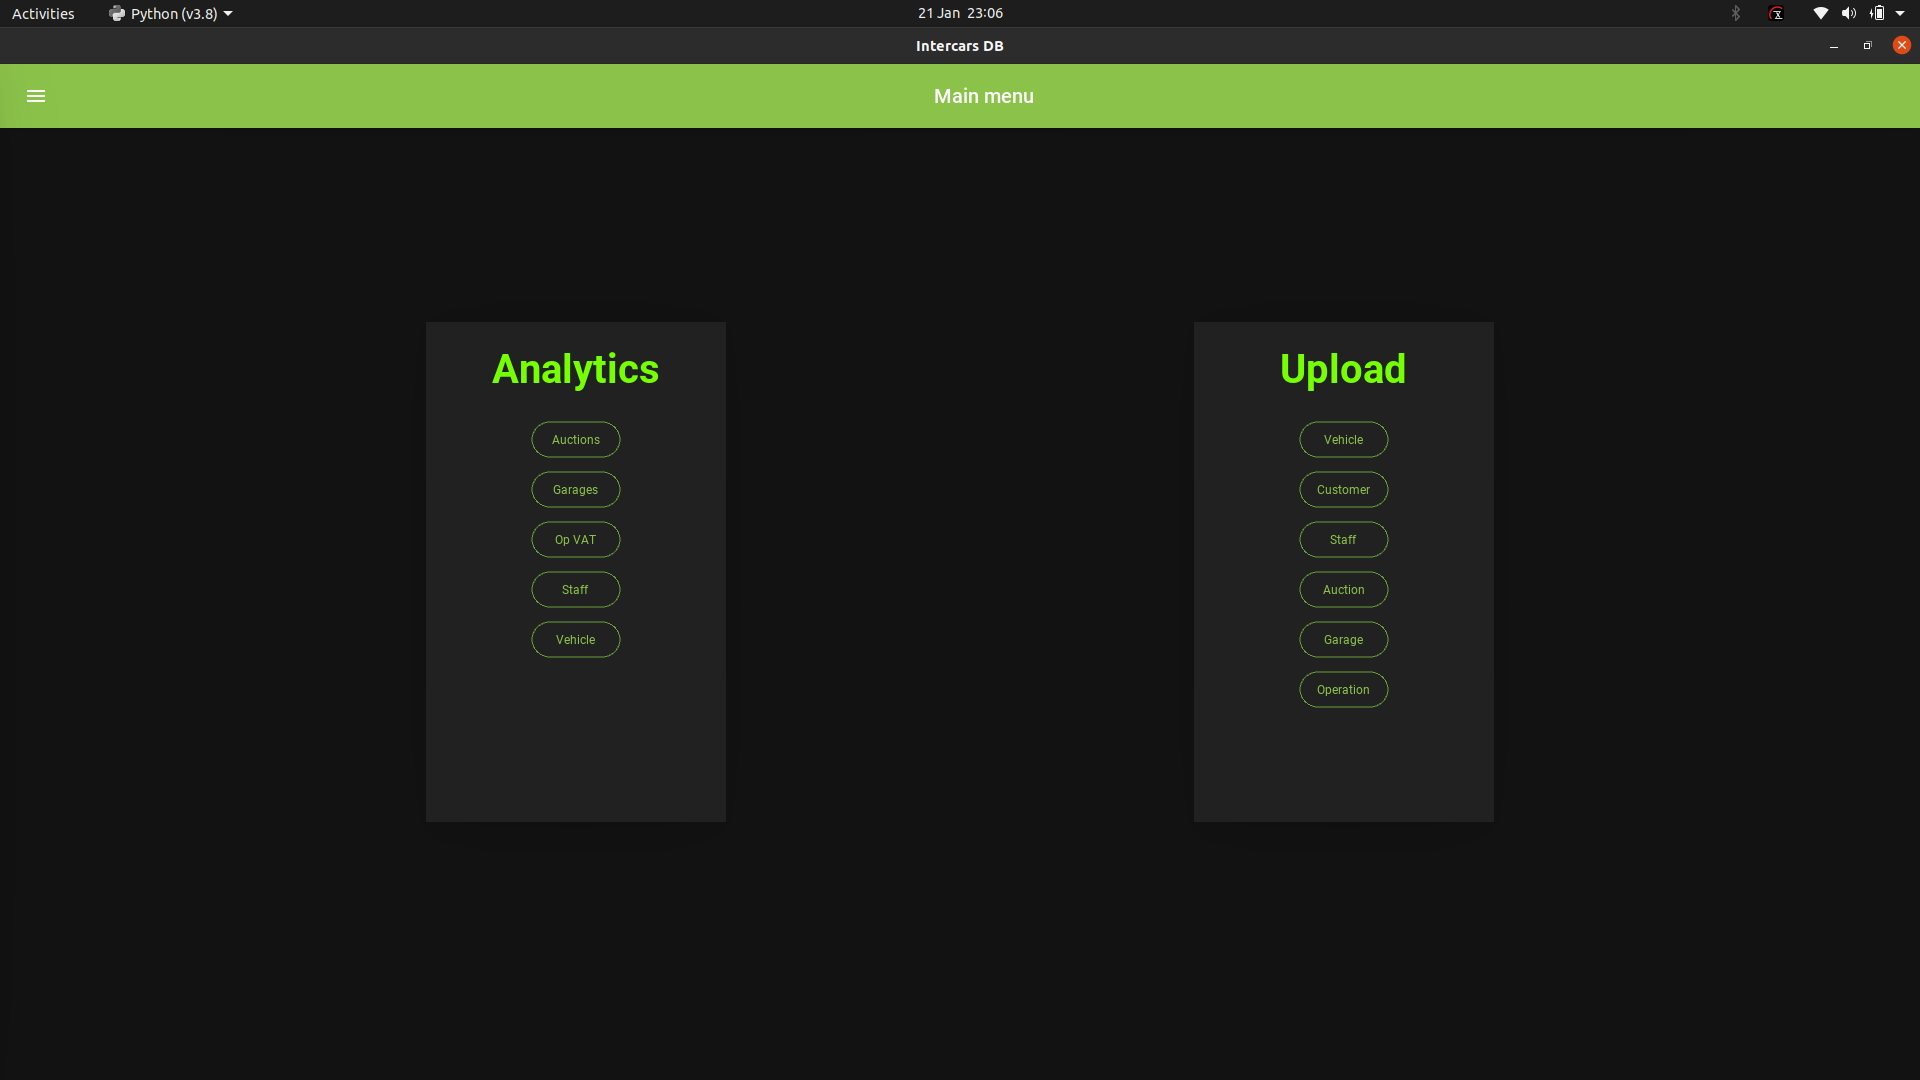 Activities Python (v3.8) 21 Jan 23:06
Intercars DB
Main menu
Analytics
Auctions
Garages
Op VAT
Staff
Vehicle
Upload
Vehicle
Customer
Staff
Auction
Garage
Operation